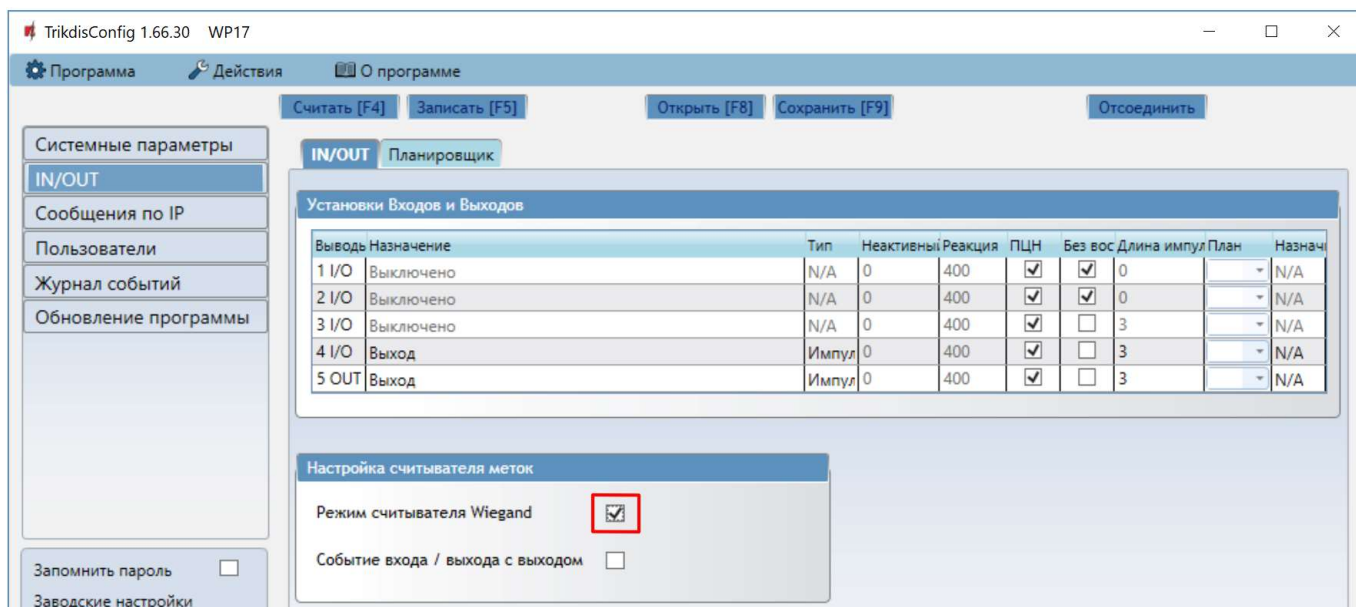 TrikdisConfig 1.66.30 WP17
Программа Действия О программе
Считать [F4] Записать [F5] Открыть [F8] Сохранить [F9] Отсоединить
Системные параметры
IN/OUT
Сообщения по IP
Пользователи
Журнал событий
Обновление программы
IN/OUT Планировщик
Установки Входов и Выходов
Выводь Назначение Тип Неактивный Реакция ПЦН Без вос Длина импул План Назначе
1 I/O Выключено N/A 0 400 0 N/A
2 I/O Выключено N/A 0 400 0 N/A
3 I/O Выключено N/A 0 400 3 N/A
4 I/O Выход Импул 0 400 3 N/A
5 OUT Выход Импул 0 400 3 N/A
Настройка считывателя меток
Режим считывателя Wiegand
Событие входа / выхода с выходом
Запомнить пароль
Заводские настройки